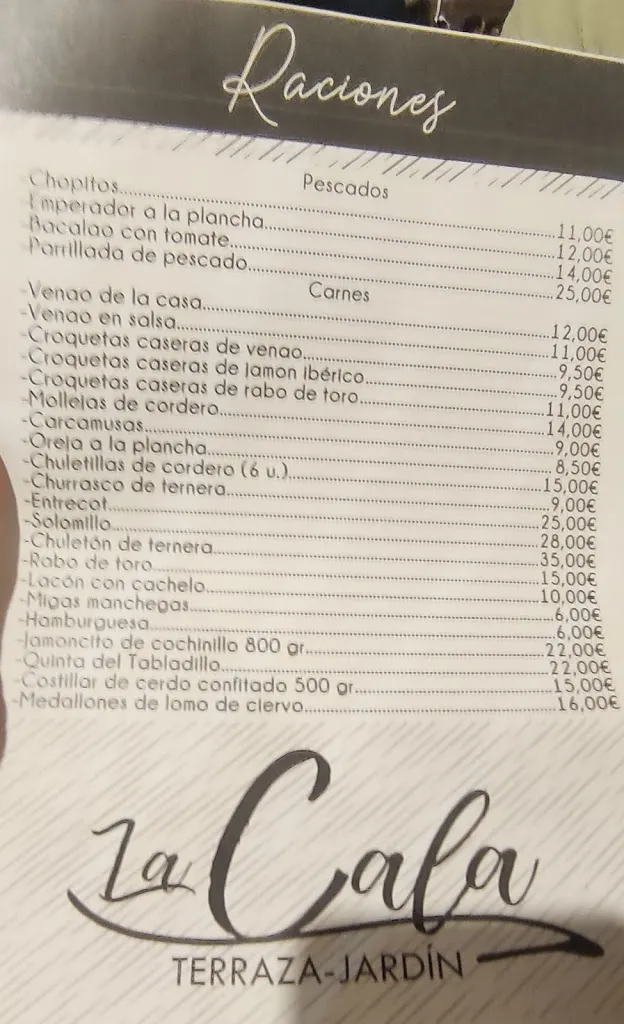 Raciones
Pescados
-Chopitos....................11,00€
-Emperador a la plancha....................12,00€
-Bacalao con tomate....................14,00€
-Parrillada de pescado....................25,00€
Carnes
-Venao de la casa....................12,00€
-Venao en salsa....................11,00€
-Croquetas caseras de venao....................9,50€
-Croquetas caseras de jamon ibérico....................9,50€
-Croquetas caseras de rabo de toro....................11,00€
-Mollejas de cordero....................14,00€
-Carcamusas....................9,00€
-Oreja a la plancha....................8,50€
-Chuletillas de cordero (6 u.)....................15,00€
-Churrasco de ternera....................9,00€
-Entrecot....................25,00€
-Solomillo....................28,00€
-Chuletón de ternera....................35,00€
-Rabo de toro....................15,00€
-Lacón con cachelo....................10,00€
-Migas manchegas....................6,00€
-Hamburguesa....................6,00€
-Jamoncito de cochinillo 800 gr....................22,00€
-Quinta del Tabladillo....................22,00€
-Costillar de cerdo confitado 500 gr....................15,00€
-Medallones de lomo de ciervo....................16,00€
La Cala
TERRAZA-JARDÍN